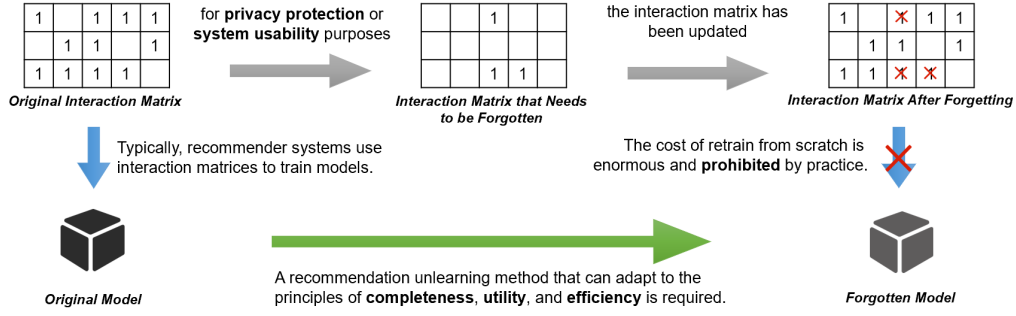 1 1 1 1
1 1 1
1 1 1 1
Original Interaction Matrix
for privacy protection or
system usability purposes
1
1 1
Interaction Matrix that Needs
to be Forgotten
the interaction matrix has
been updated
1 1 1 1
1 1 1
1 1 1 1
Interaction Matrix After Forgetting
Typically, recommender systems use
interaction matrices to train models.
The cost of retrain from scratch is
enormous and prohibited by practice.
Original Model
A recommendation unlearning method that can adapt to the
principles of completeness, utility, and efficiency is required.
Forgotten Model